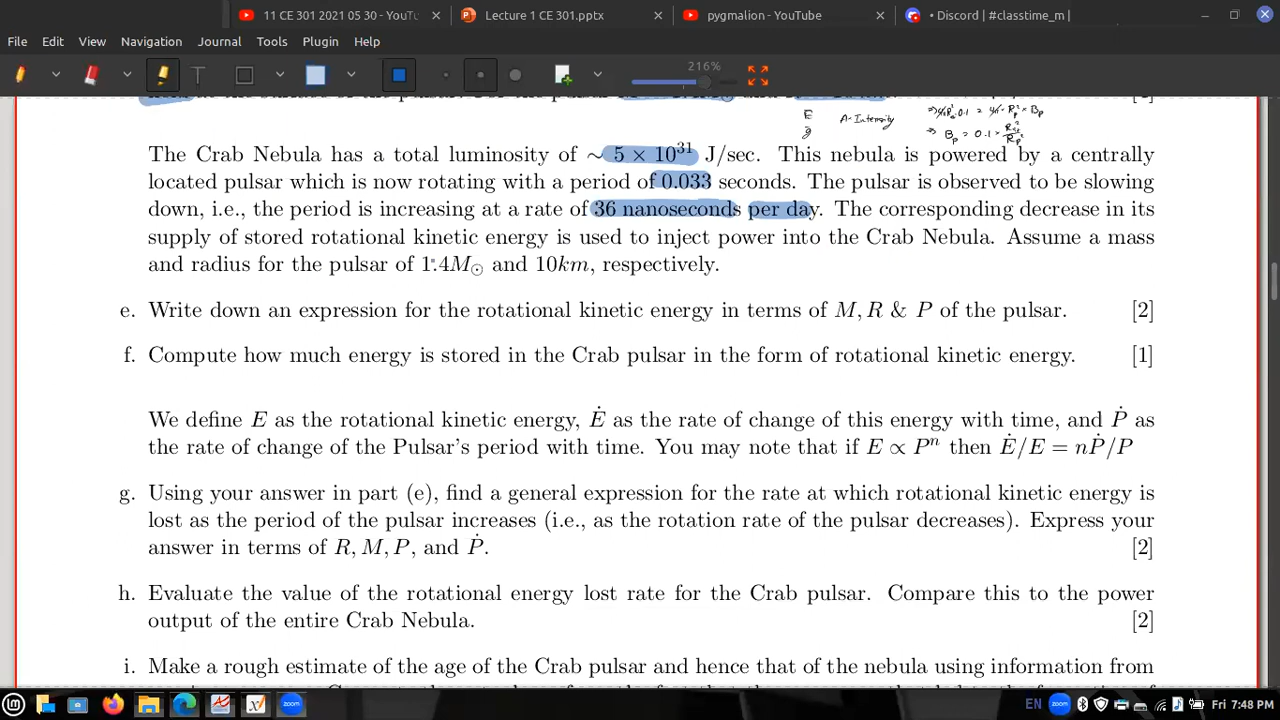 11 CE 301 2021 05 30 - YouTu
Lecture 1 CE 301.pptx
pygmalion - YouTube
• Discord | #classtime_m |
File Edit View Navigation Journal Tools Plugin Help
216%
E
A - Intensity
B_p = 0.1 ×
The Crab Nebula has a total luminosity of ∼ 5 × 10^31 J/sec. This nebula is powered by a centrally
located pulsar which is now rotating with a period of 0.033 seconds. The pulsar is observed to be slowing
down, i.e., the period is increasing at a rate of 36 nanoseconds per day. The corresponding decrease in its
supply of stored rotational kinetic energy is used to inject power into the Crab Nebula. Assume a mass
and radius for the pulsar of 1.4M⊙ and 10km, respectively.
e. Write down an expression for the rotational kinetic energy in terms of M, R & P of the pulsar. [2]
f. Compute how much energy is stored in the Crab pulsar in the form of rotational kinetic energy. [1]
We define E as the rotational kinetic energy, Ė as the rate of change of this energy with time, and Ṗ as
the rate of change of the Pulsar's period with time. You may note that if E ∝ P^n then Ė/E = nṖ/P
g. Using your answer in part (e), find a general expression for the rate at which rotational kinetic energy is
lost as the period of the pulsar increases (i.e., as the rotation rate of the pulsar decreases). Express your
answer in terms of R, M, P, and Ṗ. [2]
h. Evaluate the value of the rotational energy lost rate for the Crab pulsar. Compare this to the power
output of the entire Crab Nebula. [2]
i. Make a rough estimate of the age of the Crab pulsar and hence that of the nebula using information from
EN
zoom
Fri 7:48 PM